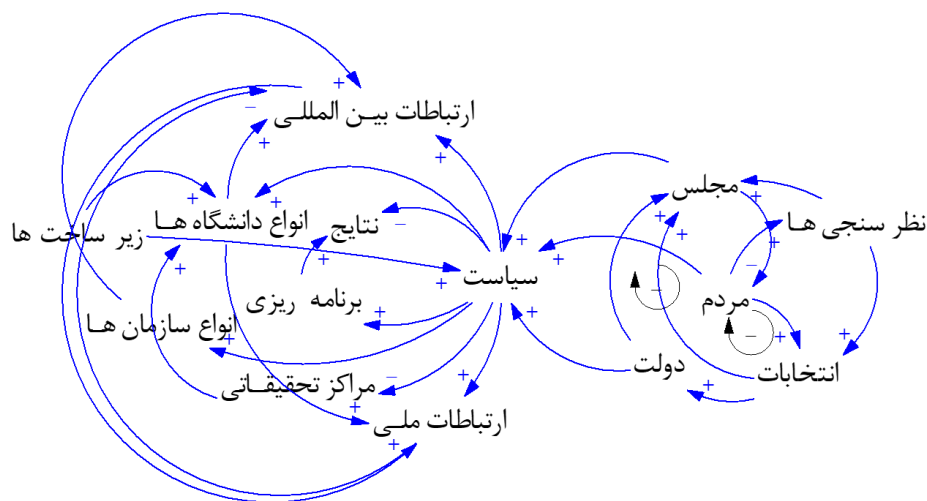 ارتباطات بین المللی
مجلس
نظر سنجی ها
انواع دانشگاه ها
نتایج
زیر ساخت ها
سیاست
مردم
برنامه ریزی
انواع سازمان ها
دولت
انتخابات
مراکز تحقیقاتی
ارتباطات ملی